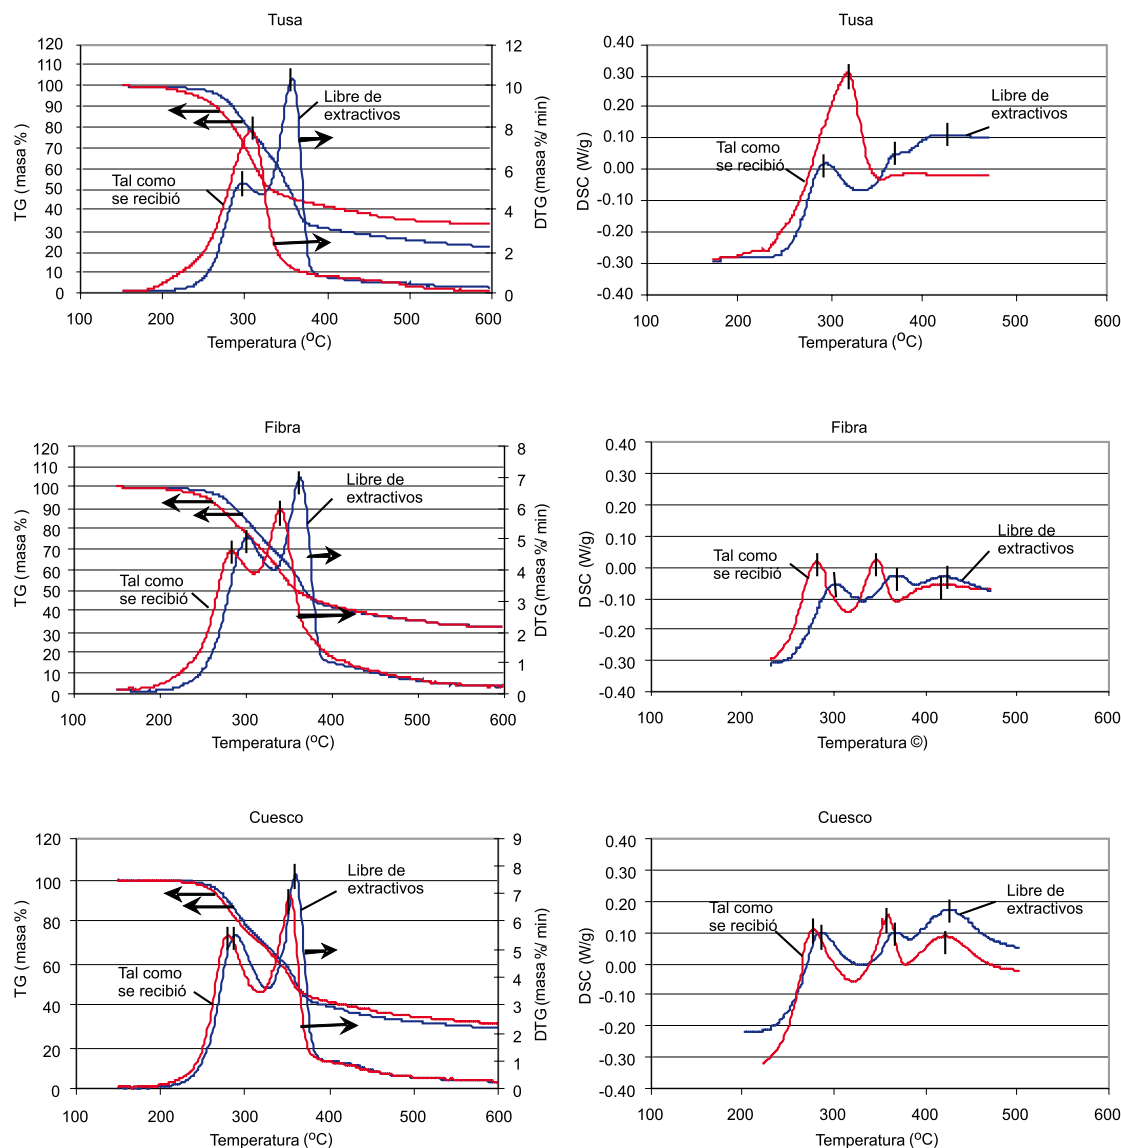 Tusa
TG (masa %)
120
110
100
90
80
70
60
50
40
30
20
10
0
12
10
8
6
4
2
0
DTG (masa %/ min)
Libre de
extractivos
Tal como
se recibió
100 200 300 400 500 600
Temperatura (ºC)
Tusa
DSC (W/g)
0.40
0.30
0.20
0.10
0.00
-0.10
-0.20
-0.30
-0.40
Libre de
extractivos
Tal como
se recibió
100 200 300 400 500 600
Temperatura (ºC)
Fibra
TG (masa %)
120
110
100
90
80
70
60
50
40
30
20
10
0
8
7
6
5
4
3
2
1
0
DTG (masa %/ min)
Libre de
extractivos
Tal como
se recibió
100 200 300 400 500 600
Temperatura (ºC)
Fibra
DSC (W/g)
0.40
0.30
0.20
0.10
0.00
-0.10
-0.20
-0.30
-0.40
Libre de
extractivos
Tal como
se recibió
100 200 300 400 500 600
Temperatura ©)
Cuesco
TG (masa %)
120
100
80
60
40
20
0
9
8
7
6
5
4
3
2
1
0
DTG (masa %/ min)
Libre de
extractivos
Tal como
se recibió
100 200 300 400 500 600
Temperatura (ºC)
Cuesco
DSC (W/g)
0.40
0.30
0.20
0.10
0.00
-0.10
-0.20
-0.30
-0.40
Libre de
extractivos
Tal como
se recibió
100 200 300 400 500 600
Temperatura (ºC)